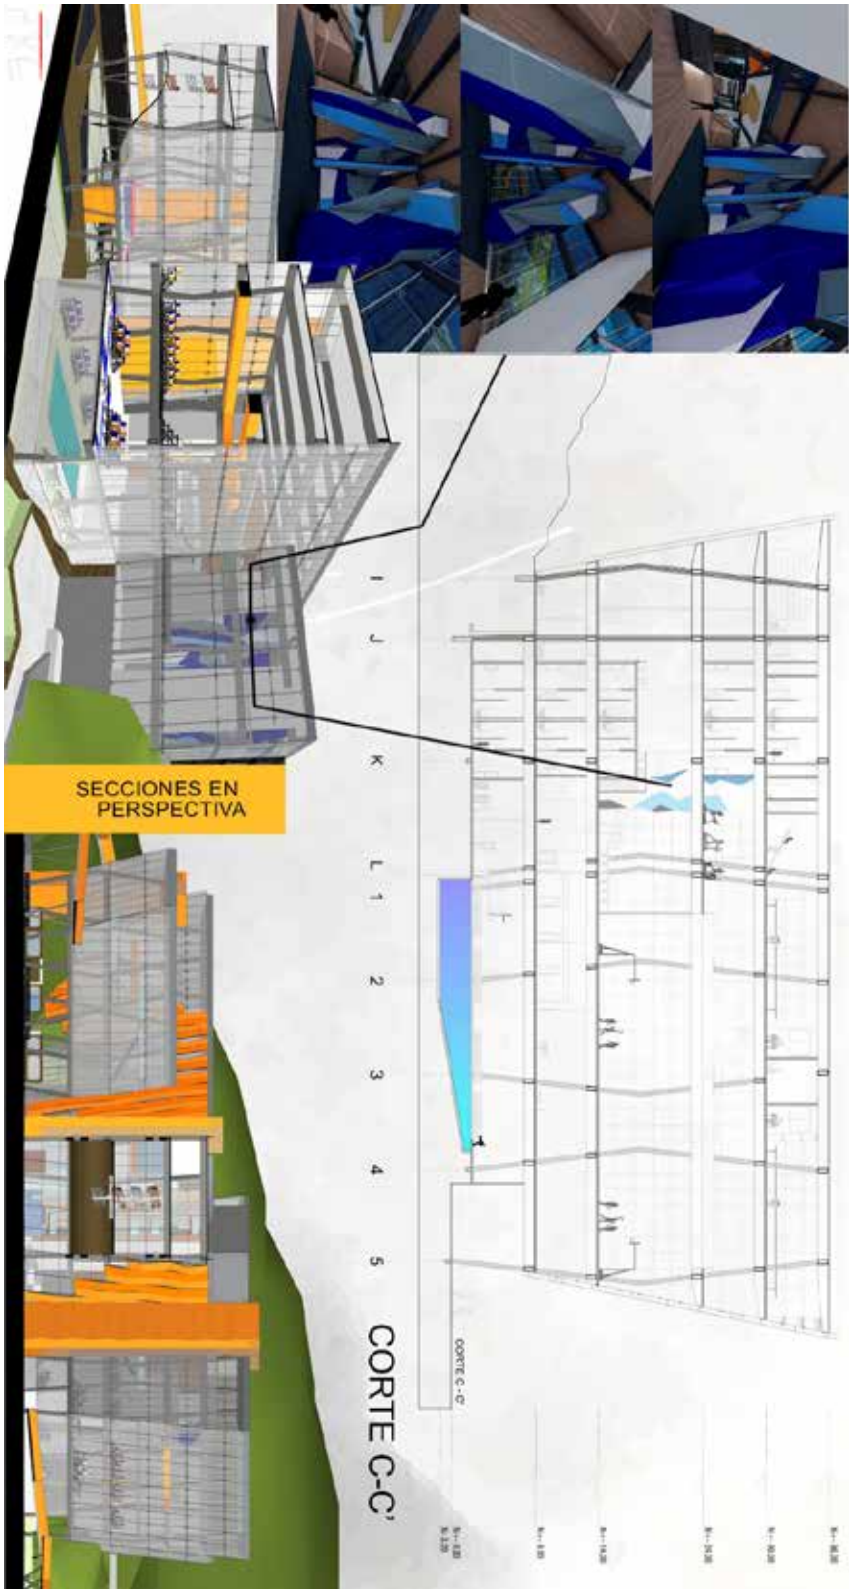 SECCIONES EN
PERSPECTIVA
I
J
K
L
1
2
3
4
5
CORTE C - C'
CORTE C-C'